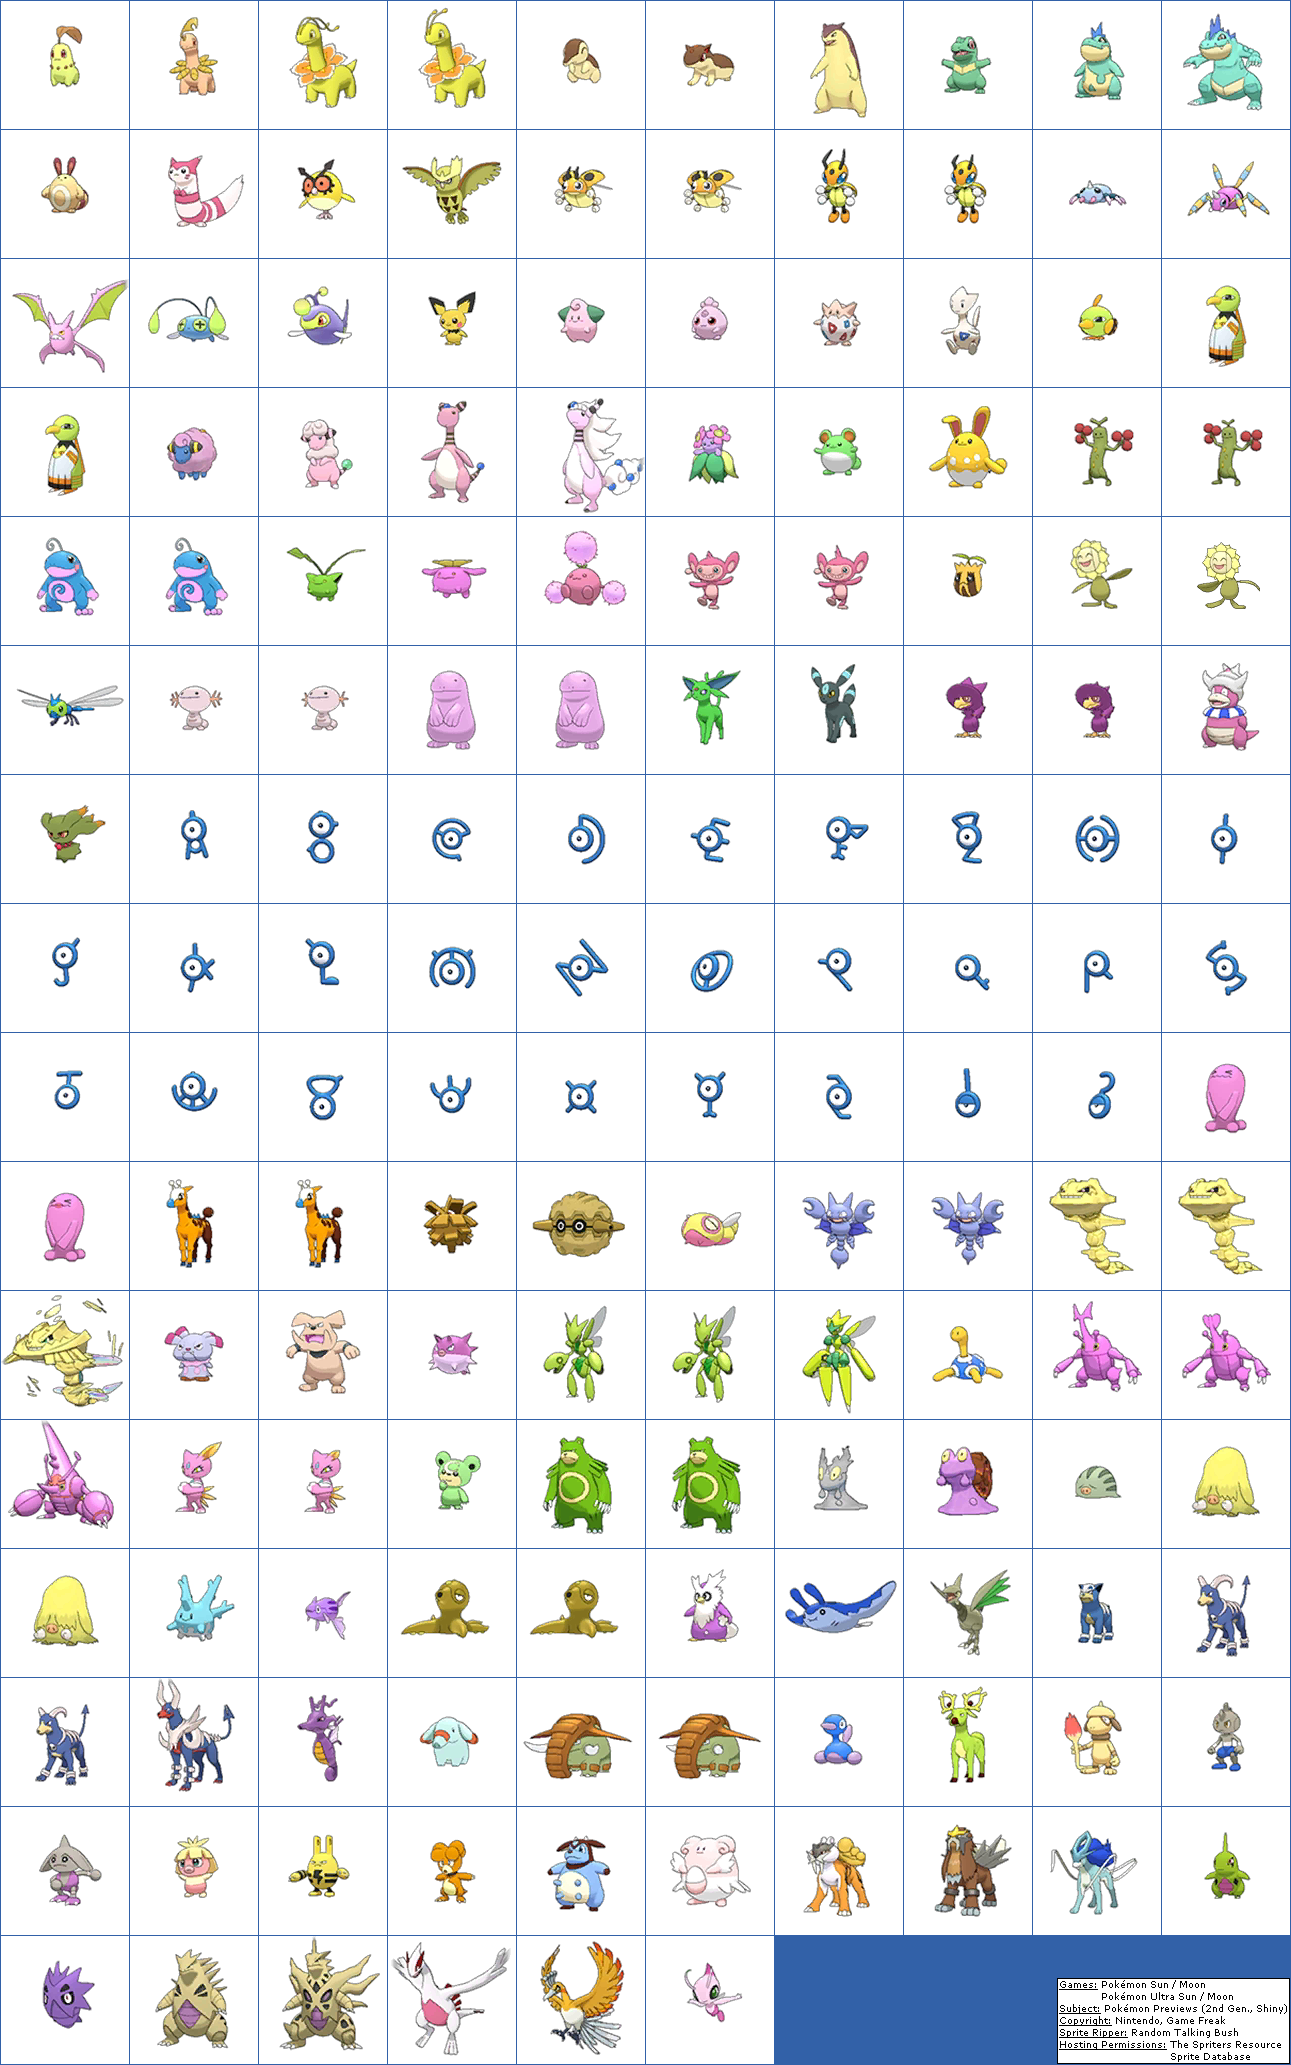 Games: Pokémon Sun / Moon
Pokémon Ultra Sun / Moon
Subject: Pokémon Previews (2nd Gen., Shiny)
Copyright: Nintendo, Game Freak
Sprite Ripper: Random Talking Bush
Hosting Permissions: The Spriters Resource
Sprite Database